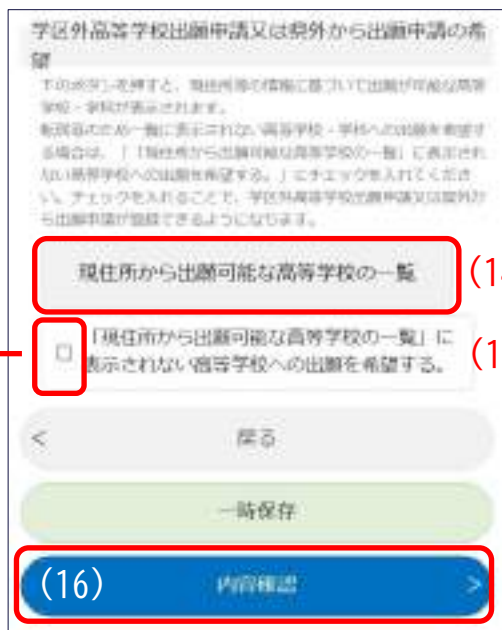 学区外高等学校出願申請又は県外から出願申請の希
望
下のボタンを押すと、現住所等の情報に基づいて出願が可能な高等
学校・学科が表示されます。
転居等のため一覧に表示されない高等学校・学科への出願を希望す
る場合は、「「現住所から出願可能な高等学校の一覧」に表示され
ない高等学校への出願を希望する。」にチェックを入れてくださ
い。チェックを入れることで、学区外高等学校出願申請又は県外か
ら出願申請が登録できるようになります。
現住所から出願可能な高等学校の一覧
(1
「現住所から出願可能な高等学校の一覧」に
表示されない高等学校への出願を希望する。
(1
< 戻る
一時保存
(16) 内容確認 >